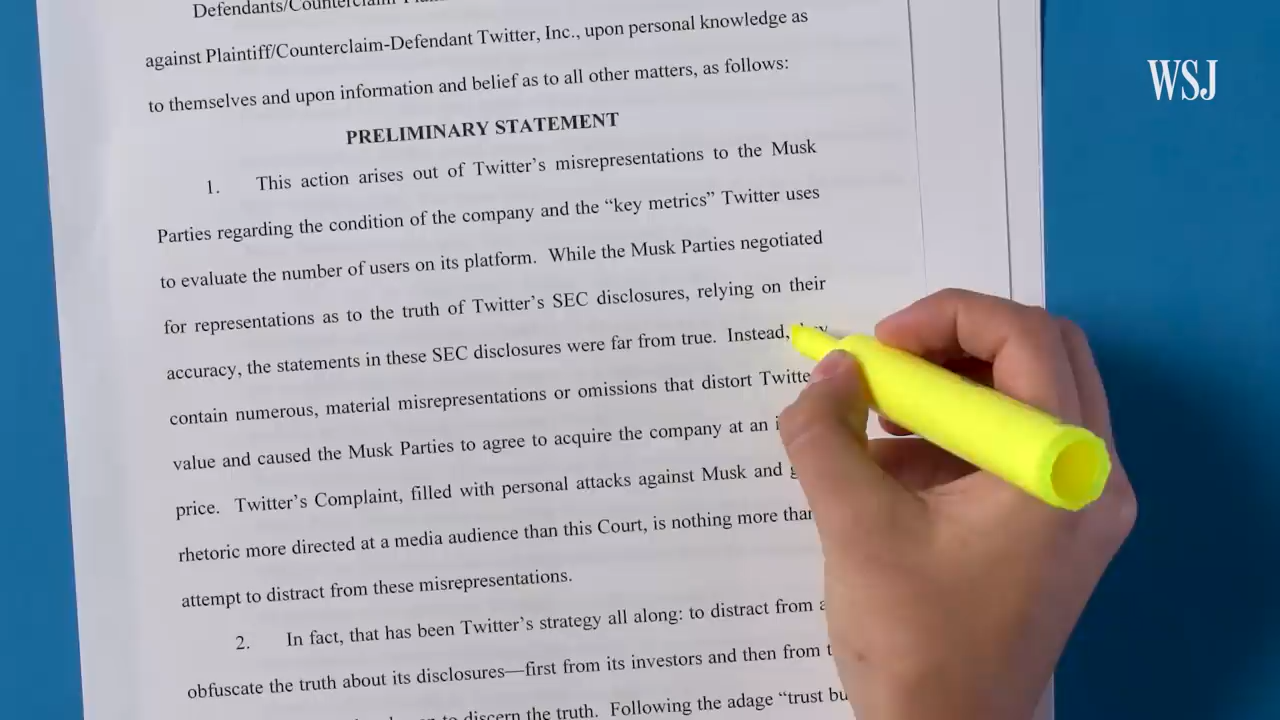 Defendants/Counterclaim-
against Plaintiff/Counterclaim-Defendant Twitter, Inc., upon personal knowledge as
to themselves and upon information and belief as to all other matters, as follows:
PRELIMINARY STATEMENT
1. This action arises out of Twitter’s misrepresentations to the Musk
Parties regarding the condition of the company and the “key metrics” Twitter uses
to evaluate the number of users on its platform. While the Musk Parties negotiated
for representations as to the truth of Twitter’s SEC disclosures, relying on their
accuracy, the statements in these SEC disclosures were far from true. Instead,
contain numerous, material misrepresentations or omissions that distort
value and caused the Musk Parties to agree to acquire the company at an
price. Twitter’s Complaint, filled with personal attacks against Musk and
rhetoric more directed at a media audience than this Court, is nothing more
attempt to distract from these misrepresentations.
2. In fact, that has been Twitter’s strategy all along: to distract from
obfuscate the truth about its disclosures—first from its investors and then from
to discern the truth. Following the adage “trust
WSJ